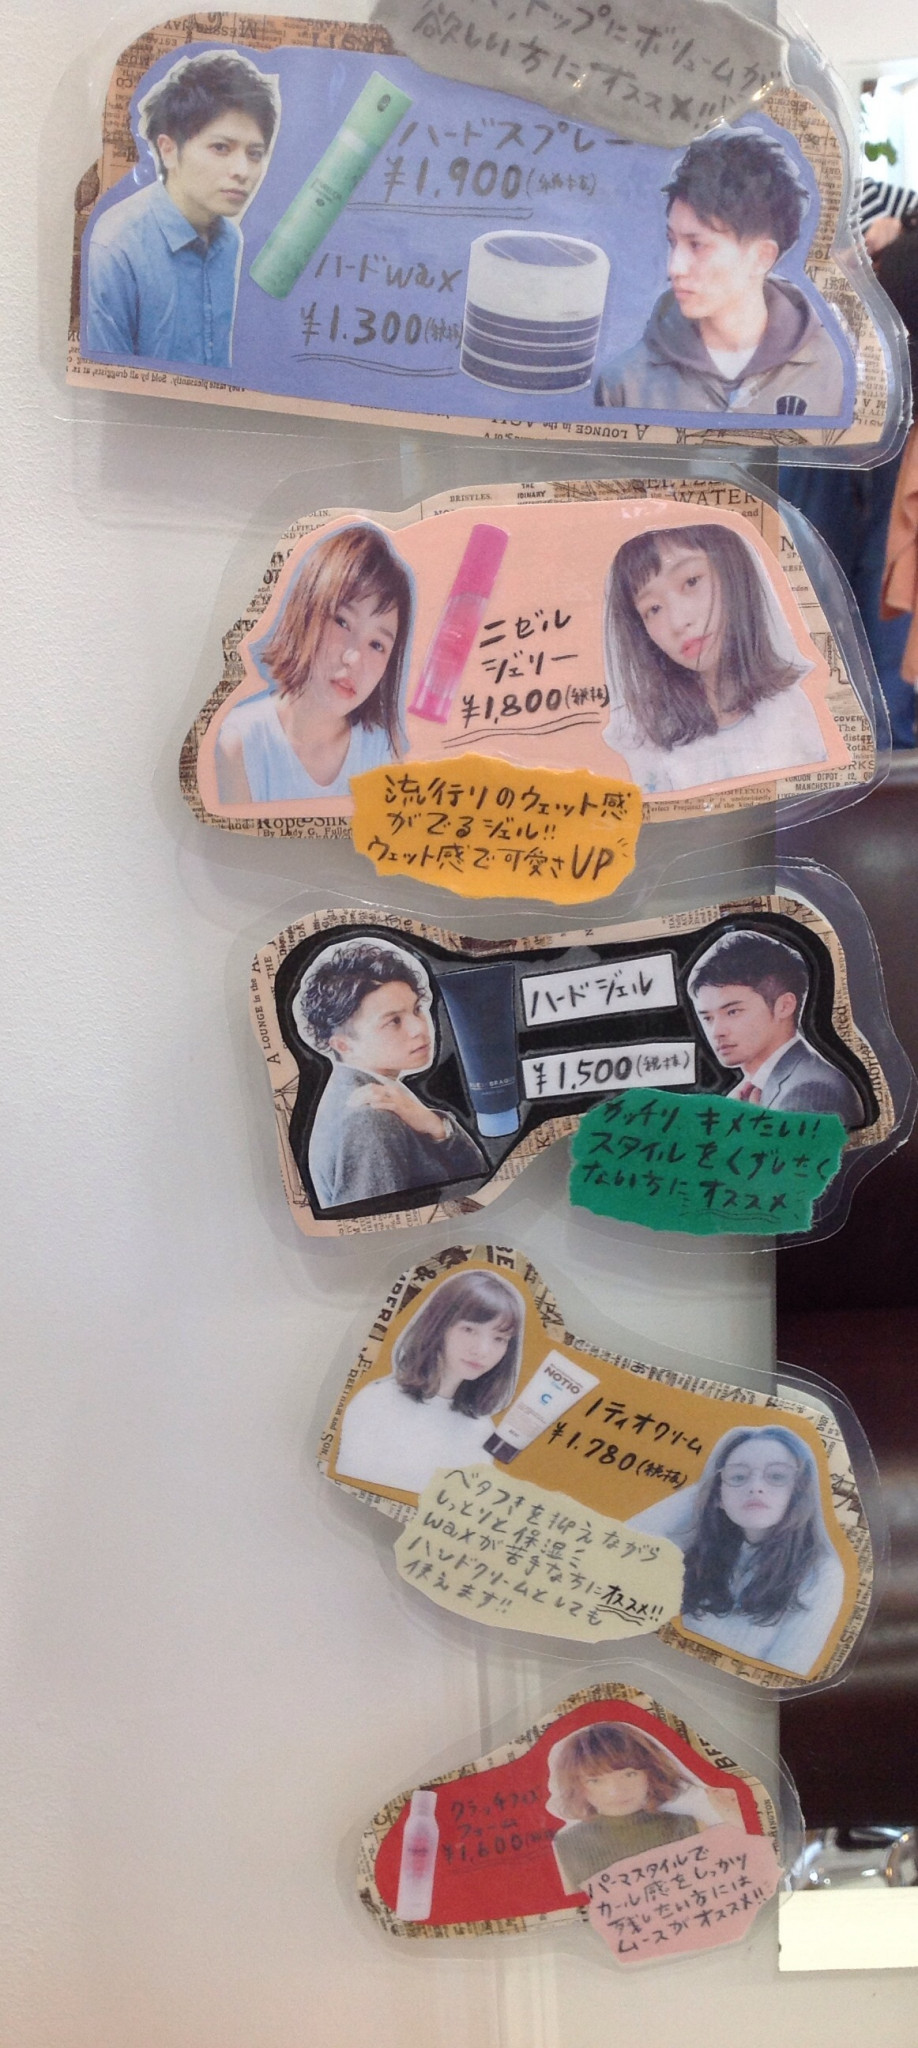 トップにボリュームが
欲しい方にオススメ!!
ハードスプレー
¥1,900(税抜)
ハードwax
¥1.300(税抜)
ニゼル
ジェリー
¥1,800(税抜)
流行りのウェット感
がでるジェル!!
ウェット感で可愛さUP
ハードジェル
¥1,500(税抜)
キメたい!
スタイルをくずしたく
ない方にオススメ
NOTIO
C
ノティオクリーム
¥1.780(税抜)
ベタつきを抑えながら
しっとりと保湿
waxが苦手な方にオススメ!!
ハンドクリームとしても
使えます!!
フォーム
¥1,600(税抜)
パーマスタイルで
カール感をしっかり
残したい方には
ムースがオススメ!!